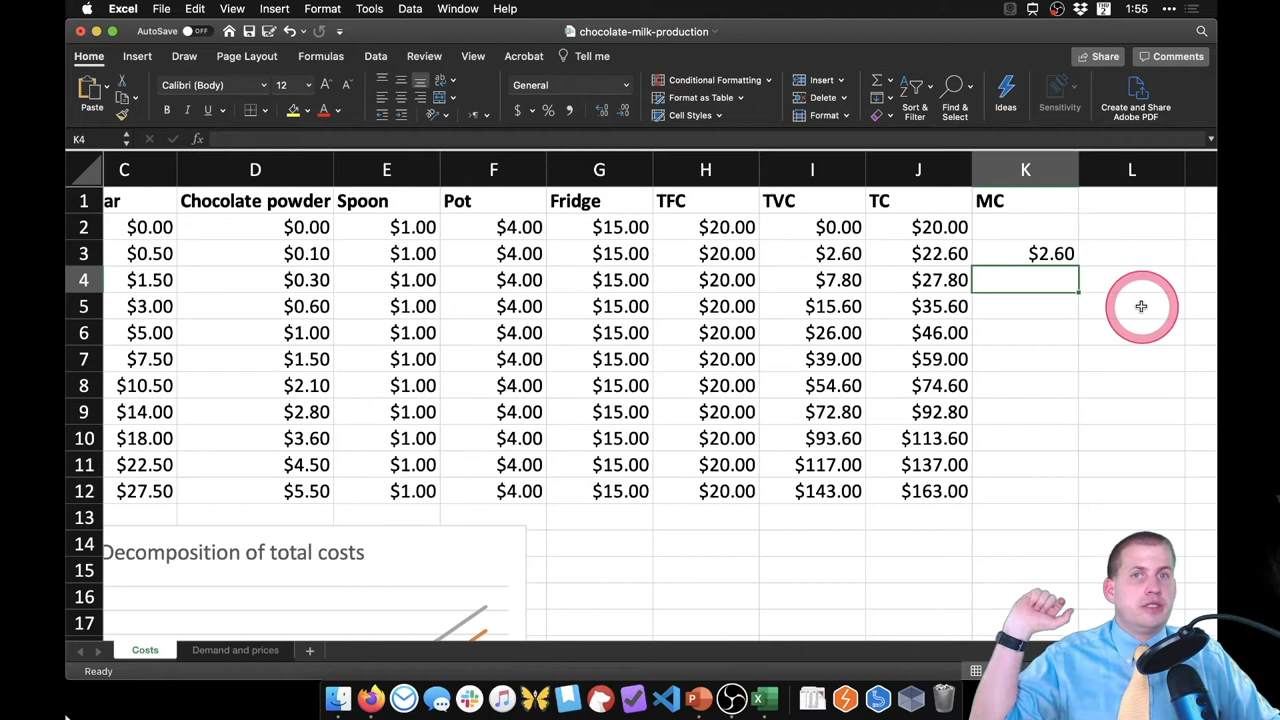 Excel File Edit View Insert Format Tools Data Window Help THU 2 1:55
AutoSave OFF chocolate-milk-production
Home Insert Draw Page Layout Formulas Data Review View Acrobat Tell me Share Comments
Paste Calibri (Body) 12 A A ab General Conditional Formatting Insert Σ
B I U A $ % Format as Table Delete Sort & Filter Find & Select Ideas Sensitivity Create and Share Adobe PDF
Cell Styles Format
K4 fx
C D E F G H I J K L
1 ar Chocolate powder Spoon Pot Fridge TFC TVC TC MC
2 $0.00 $0.00 $1.00 $4.00 $15.00 $20.00 $0.00 $20.00
3 $0.50 $0.10 $1.00 $4.00 $15.00 $20.00 $2.60 $22.60 $2.60
4 $1.50 $0.30 $1.00 $4.00 $15.00 $20.00 $7.80 $27.80
5 $3.00 $0.60 $1.00 $4.00 $15.00 $20.00 $15.60 $35.60
6 $5.00 $1.00 $1.00 $4.00 $15.00 $20.00 $26.00 $46.00
7 $7.50 $1.50 $1.00 $4.00 $15.00 $20.00 $39.00 $59.00
8 $10.50 $2.10 $1.00 $4.00 $15.00 $20.00 $54.60 $74.60
9 $14.00 $2.80 $1.00 $4.00 $15.00 $20.00 $72.80 $92.80
10 $18.00 $3.60 $1.00 $4.00 $15.00 $20.00 $93.60 $113.60
11 $22.50 $4.50 $1.00 $4.00 $15.00 $20.00 $117.00 $137.00
12 $27.50 $5.50 $1.00 $4.00 $15.00 $20.00 $143.00 $163.00
13
14 Decomposition of total costs
15
16
17
Costs Demand and prices +
Ready